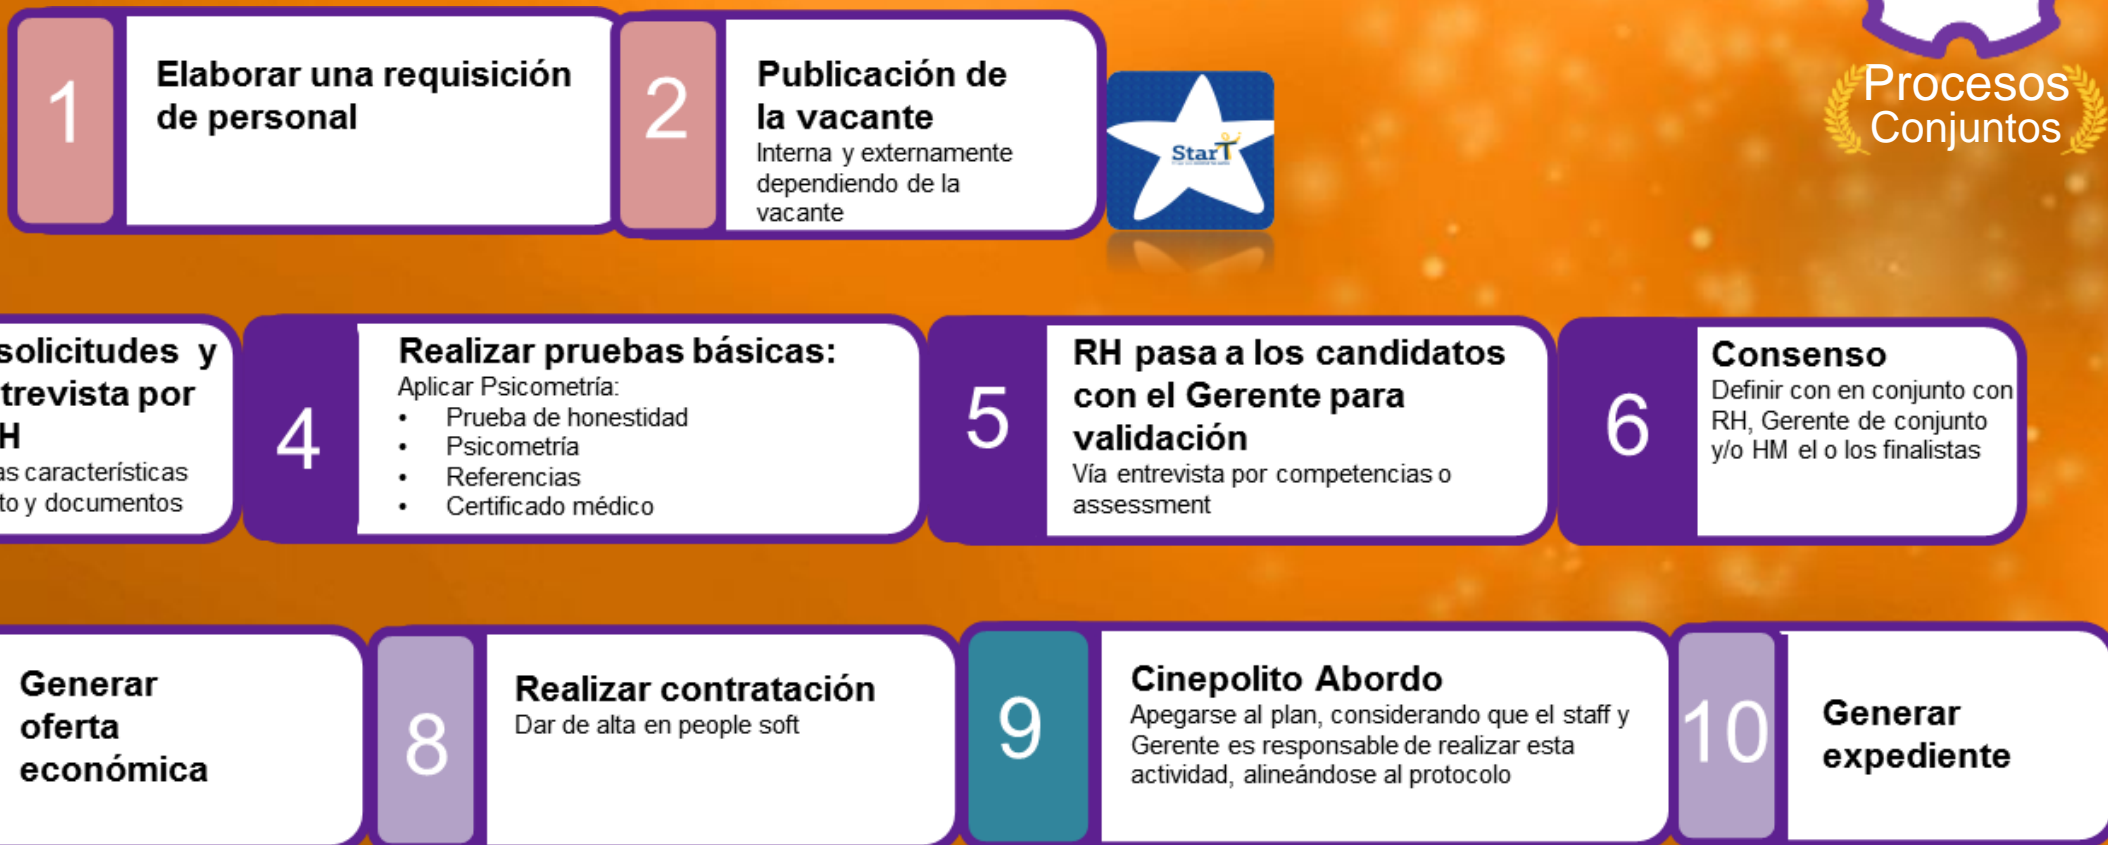 1
Elaborar una requisición
de personal
2
Publicación de
la vacante
Interna y externamente
dependiendo de la
vacante
StarT
Procesos
Conjuntos
solicitudes y
trevista por
H
as características
to y documentos
4
Realizar pruebas básicas:
Aplicar Psicometría:
• Prueba de honestidad
• Psicometría
• Referencias
• Certificado médico
5
RH pasa a los candidatos
con el Gerente para
validación
Vía entrevista por competencias o
assessment
6
Consenso
Definir con en conjunto con
RH, Gerente de conjunto
y/o HM el o los finalistas
Generar
oferta
económica
8
Realizar contratación
Dar de alta en people soft
9
Cinepolito Abordo
Apegarse al plan, considerando que el staff y
Gerente es responsable de realizar esta
actividad, alineándose al protocolo
10
Generar
expediente